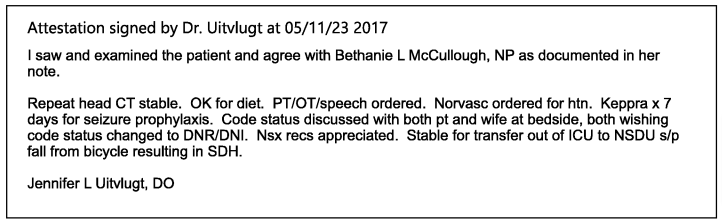 Attestation signed by Dr. Uitvlugt at 05/11/23 2017
I saw and examined the patient and agree with Bethanie L McCullough, NP as documented in her
note.
Repeat head CT stable.  OK for diet.  PT/OT/speech ordered.  Norvasc ordered for htn.  Keppra x 7
days for seizure prophylaxis.  Code status discussed with both pt and wife at bedside, both wishing
code status changed to DNR/DNI.  Nsx recs appreciated.  Stable for transfer out of ICU to NSDU s/p
fall from bicycle resulting in SDH.
Jennifer L Uitvlugt, DO